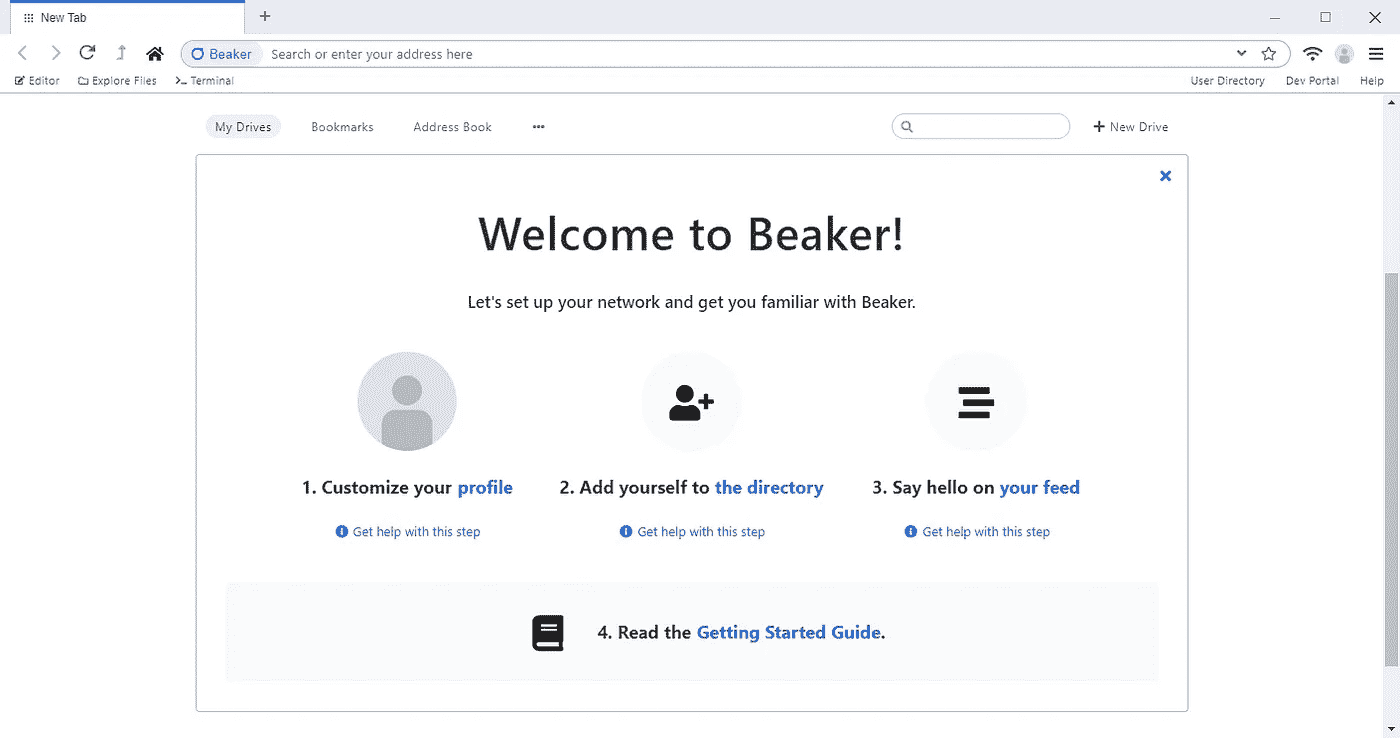 New Tab
Beaker Search or enter your address here
Editor Explore Files Terminal User Directory Dev Portal Help
My Drives Bookmarks Address Book ••• New Drive
Welcome to Beaker!
Let's set up your network and get you familiar with Beaker.
1. Customize your profile 2. Add yourself to the directory 3. Say hello on your feed
Get help with this step Get help with this step Get help with this step
4. Read the Getting Started Guide.